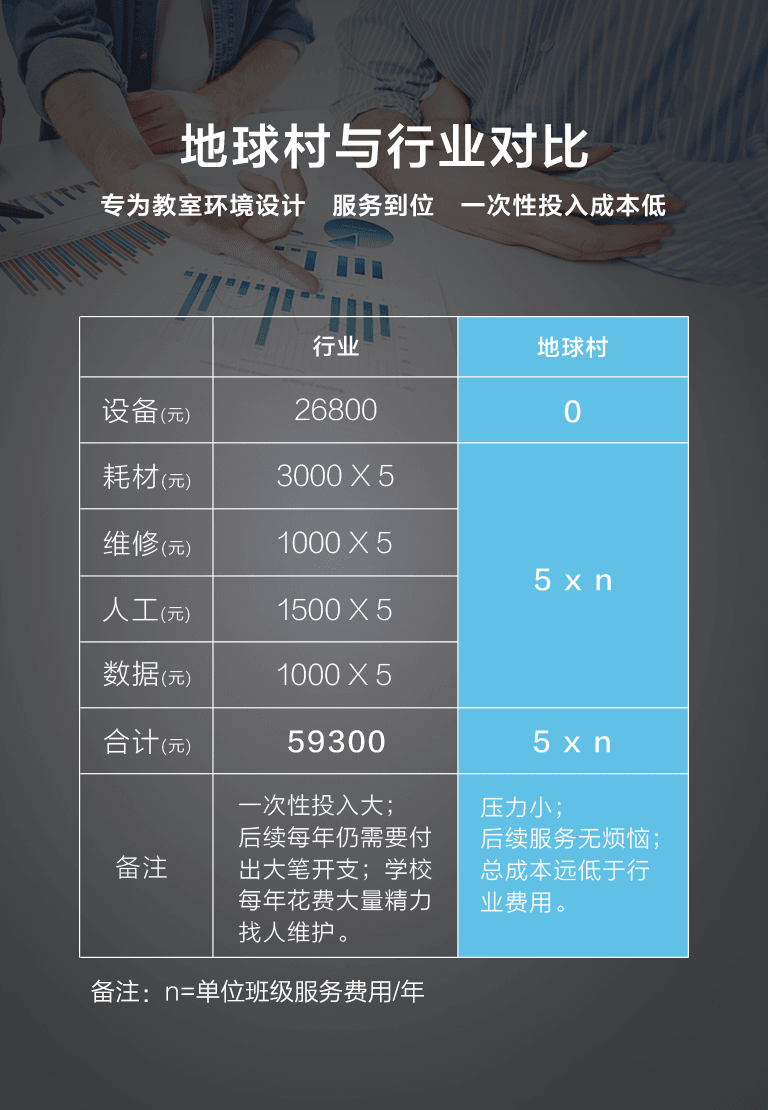 地球村与行业对比
专为教室环境设计 服务到位 一次性投入成本低
行业 地球村
设备(元) 26800 0
耗材(元) 3000 X 5
维修(元) 1000 X 5
5 x n
人工(元) 1500 X 5
数据(元) 1000 X 5
合计(元) 59300 5 x n
备注
一次性投入大；
后续每年仍需要付
出大笔开支；学校
每年花费大量精力
找人维护。
压力小；
后续服务无烦恼；
总成本远低于行
业费用。
备注：n=单位班级服务费用/年